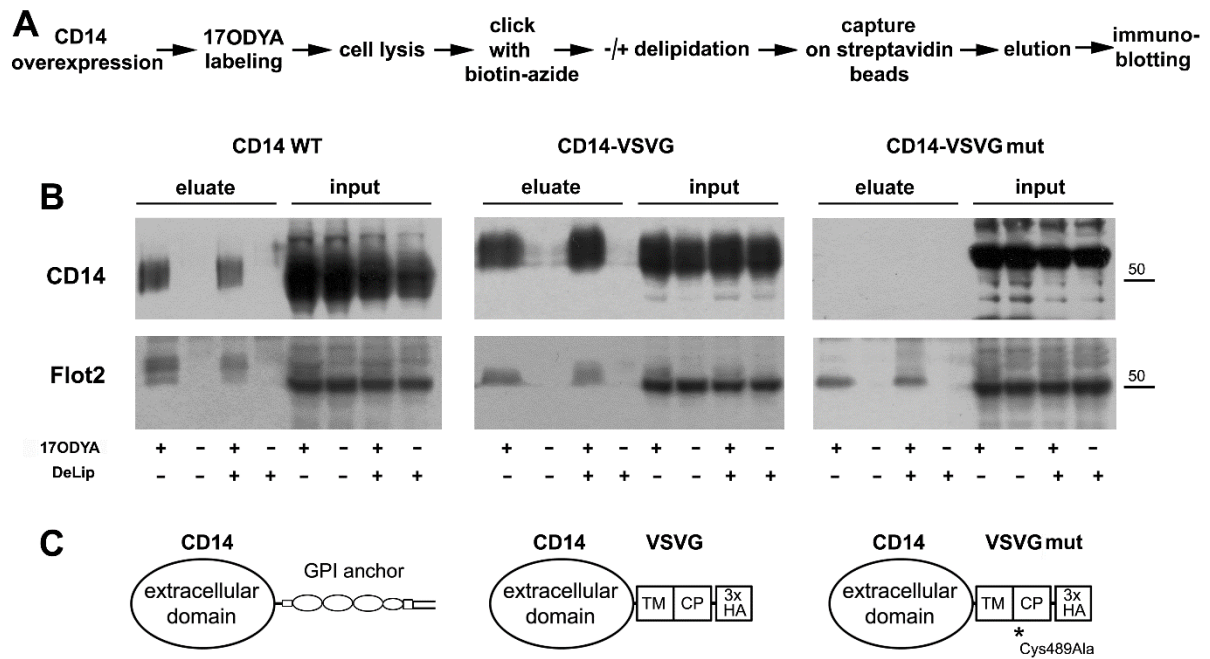 A
CD14 overexpression
17ODYA labeling
cell lysis
click with biotin-azide
-/+ delipidation
capture on streptavidin beads
elution
immuno-blotting
CD14 WT
CD14-VSVG
CD14-VSVG mut
B
eluate input eluate input eluate input
CD14
50
Flot2
50
17ODYA + – + – + – + – + – + – + – + – + – + – + – + –
DeLip – – + + – – + + – – + + – – + + – – + + – – + +
C
CD14
extracellular domain
GPI anchor
CD14 VSVG
extracellular domain
TM CP 3x HA
CD14 VSVG mut
extracellular domain
TM CP 3x HA
*
Cys489Ala